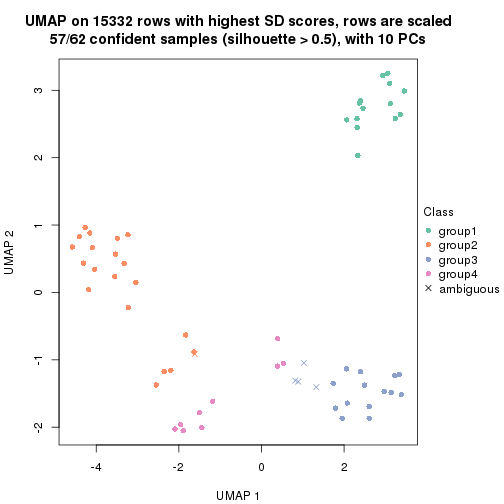 UMAP on 15332 rows with highest SD scores, rows are scaled
57/62 confident samples (silhouette > 0.5), with 10 PCs
3
2
1
0
-1
-2
UMAP 2
-4
-2
0
2
UMAP 1
Class
group1
group2
group3
group4
ambiguous